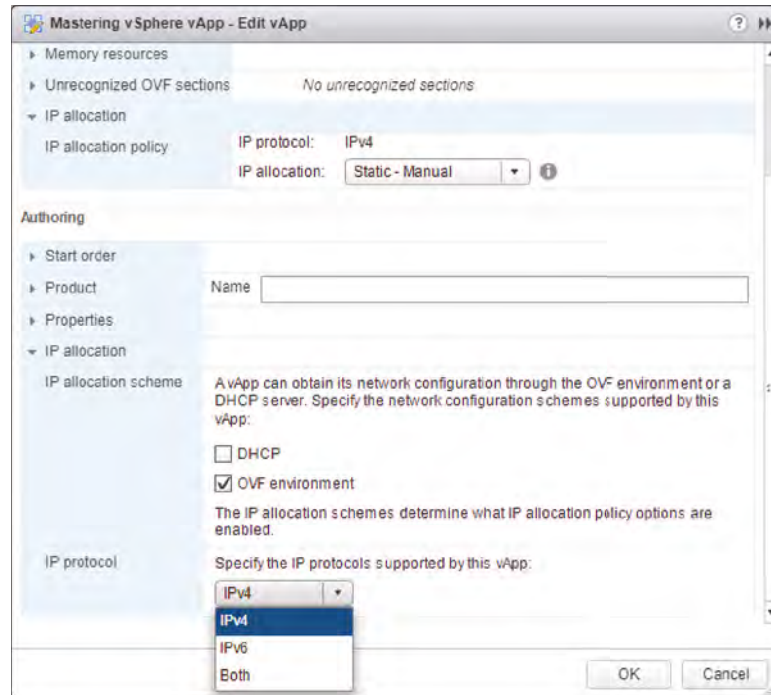 Mastering vSphere vApp - Edit vApp
Memory resources
Unrecognized OVF sections No unrecognized sections
IP allocation
IP allocation policy IP protocol: IPv4
IP allocation: Static - Manual
Authoring
Start order
Product Name
Properties
IP allocation
IP allocation scheme A vApp can obtain its network configuration through the OVF environment or a
DHCP server. Specify the network configuration schemes supported by this
vApp:
DHCP
OVF environment
The IP allocation schemes determine what IP allocation policy options are
enabled.
IP protocol Specify the IP protocols supported by this vApp:
IPv4
IPv4
IPv6
Both
OK Cancel